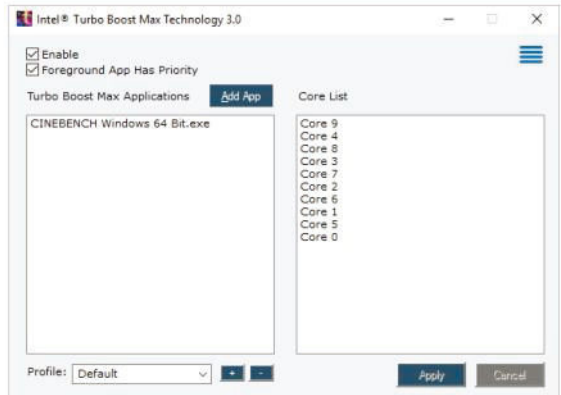 Intel® Turbo Boost Max Technology 3.0
Enable
Foreground App Has Priority
Turbo Boost Max Applications
Add App
Core List
CINEBENCH Windows 64 Bit.exe
Core 9
Core 4
Core 8
Core 3
Core 7
Core 2
Core 6
Core 1
Core 5
Core 0
Profile: Default
+ -
Apply
Cancel